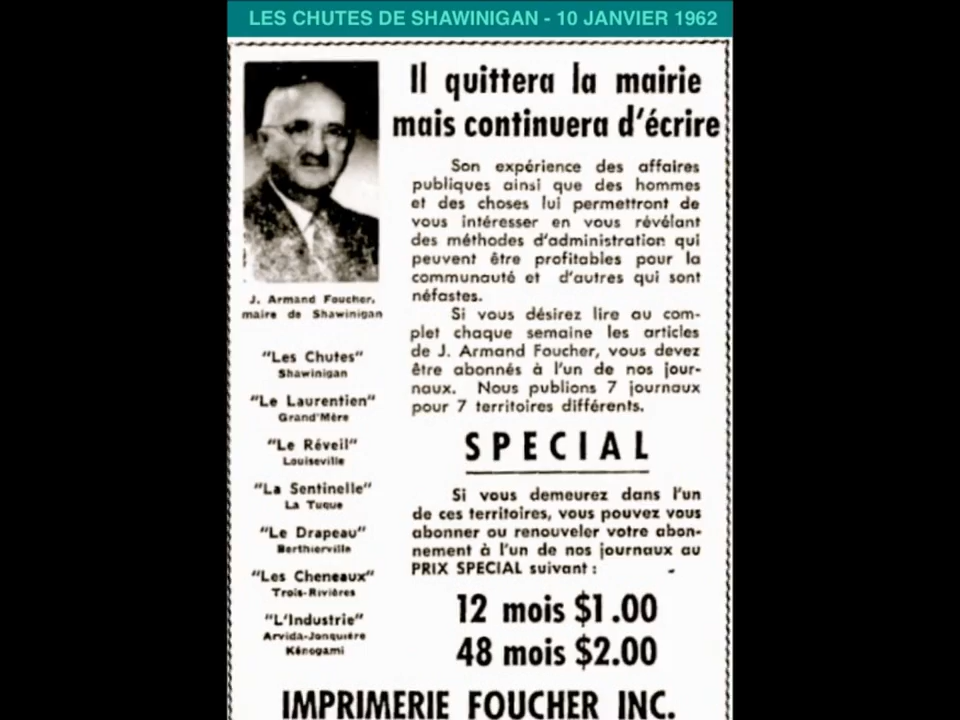 LES CHUTES DE SHAWINIGAN - 10 JANVIER 1962
Il quittera la mairie
mais continuera d'écrire
J. Armand Foucher,
maire de Shawinigan
"Les Chutes"
Shawinigan
"Le Laurentien"
Grand'Mère
"Le Réveil"
Louiseville
"La Sentinelle"
La Tuque
"Le Drapeau"
Berthierville
"Les Cheneaux"
Trois-Rivières
"L'Industrie"
Arvida-Jonquière
Kénogami
Son expérience des affaires
publiques ainsi que des hommes
et des choses lui permettront de
vous intéresser en vous révélant
des méthodes d'administration qui
peuvent être profitables pour la
communauté et d'autres qui sont
néfastes.
Si vous désirez lire au com-
plet chaque semaine les articles
de J. Armand Foucher, vous devez
être abonnés à l'un de nos jour-
naux. Nous publions 7 journaux
pour 7 territoires différents.
SPECIAL
Si vous demeurez dans l'un
de ces territoires, vous pouvez vous
abonner ou renouveler votre abon-
nement à l'un de nos journaux au
PRIX SPECIAL suivant :
12 mois $1.00
48 mois $2.00
IMPRIMERIE FOUCHER INC.